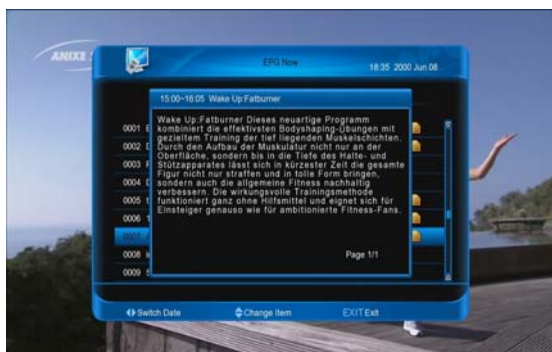 ANIXE
EPG Now
18:35 2000 Jun 08
15:00~16:05 Wake Up:Fatburner
Wake Up:Fatburner Dieses neuartige Programm
kombiniert die effektivsten Bodyshaping-Übungen mit
gezieltem Training der tief liegenden Muskelschichten.
Durch den Aufbau der Muskulatur nicht nur an der
Oberfläche, sondern bis in die Tiefe des Halte- und
Stützapparates lässt sich in kürzester Zeit die gesamte
Figur nicht nur straffen und in tolle Form bringen,
sondern auch die allgemeine Fitness nachhaltig
verbessern. Die wirkungsvolle Trainingsmethode
funktioniert ganz ohne Hilfsmittel und eignet sich für
Einsteiger genauso wie für ambitionierte Fitness-Fans.
Page 1/1
0001
0002
0003
0004
0005
0006
0007
0008
0009
Switch Date
Change Item
EXIT Exit